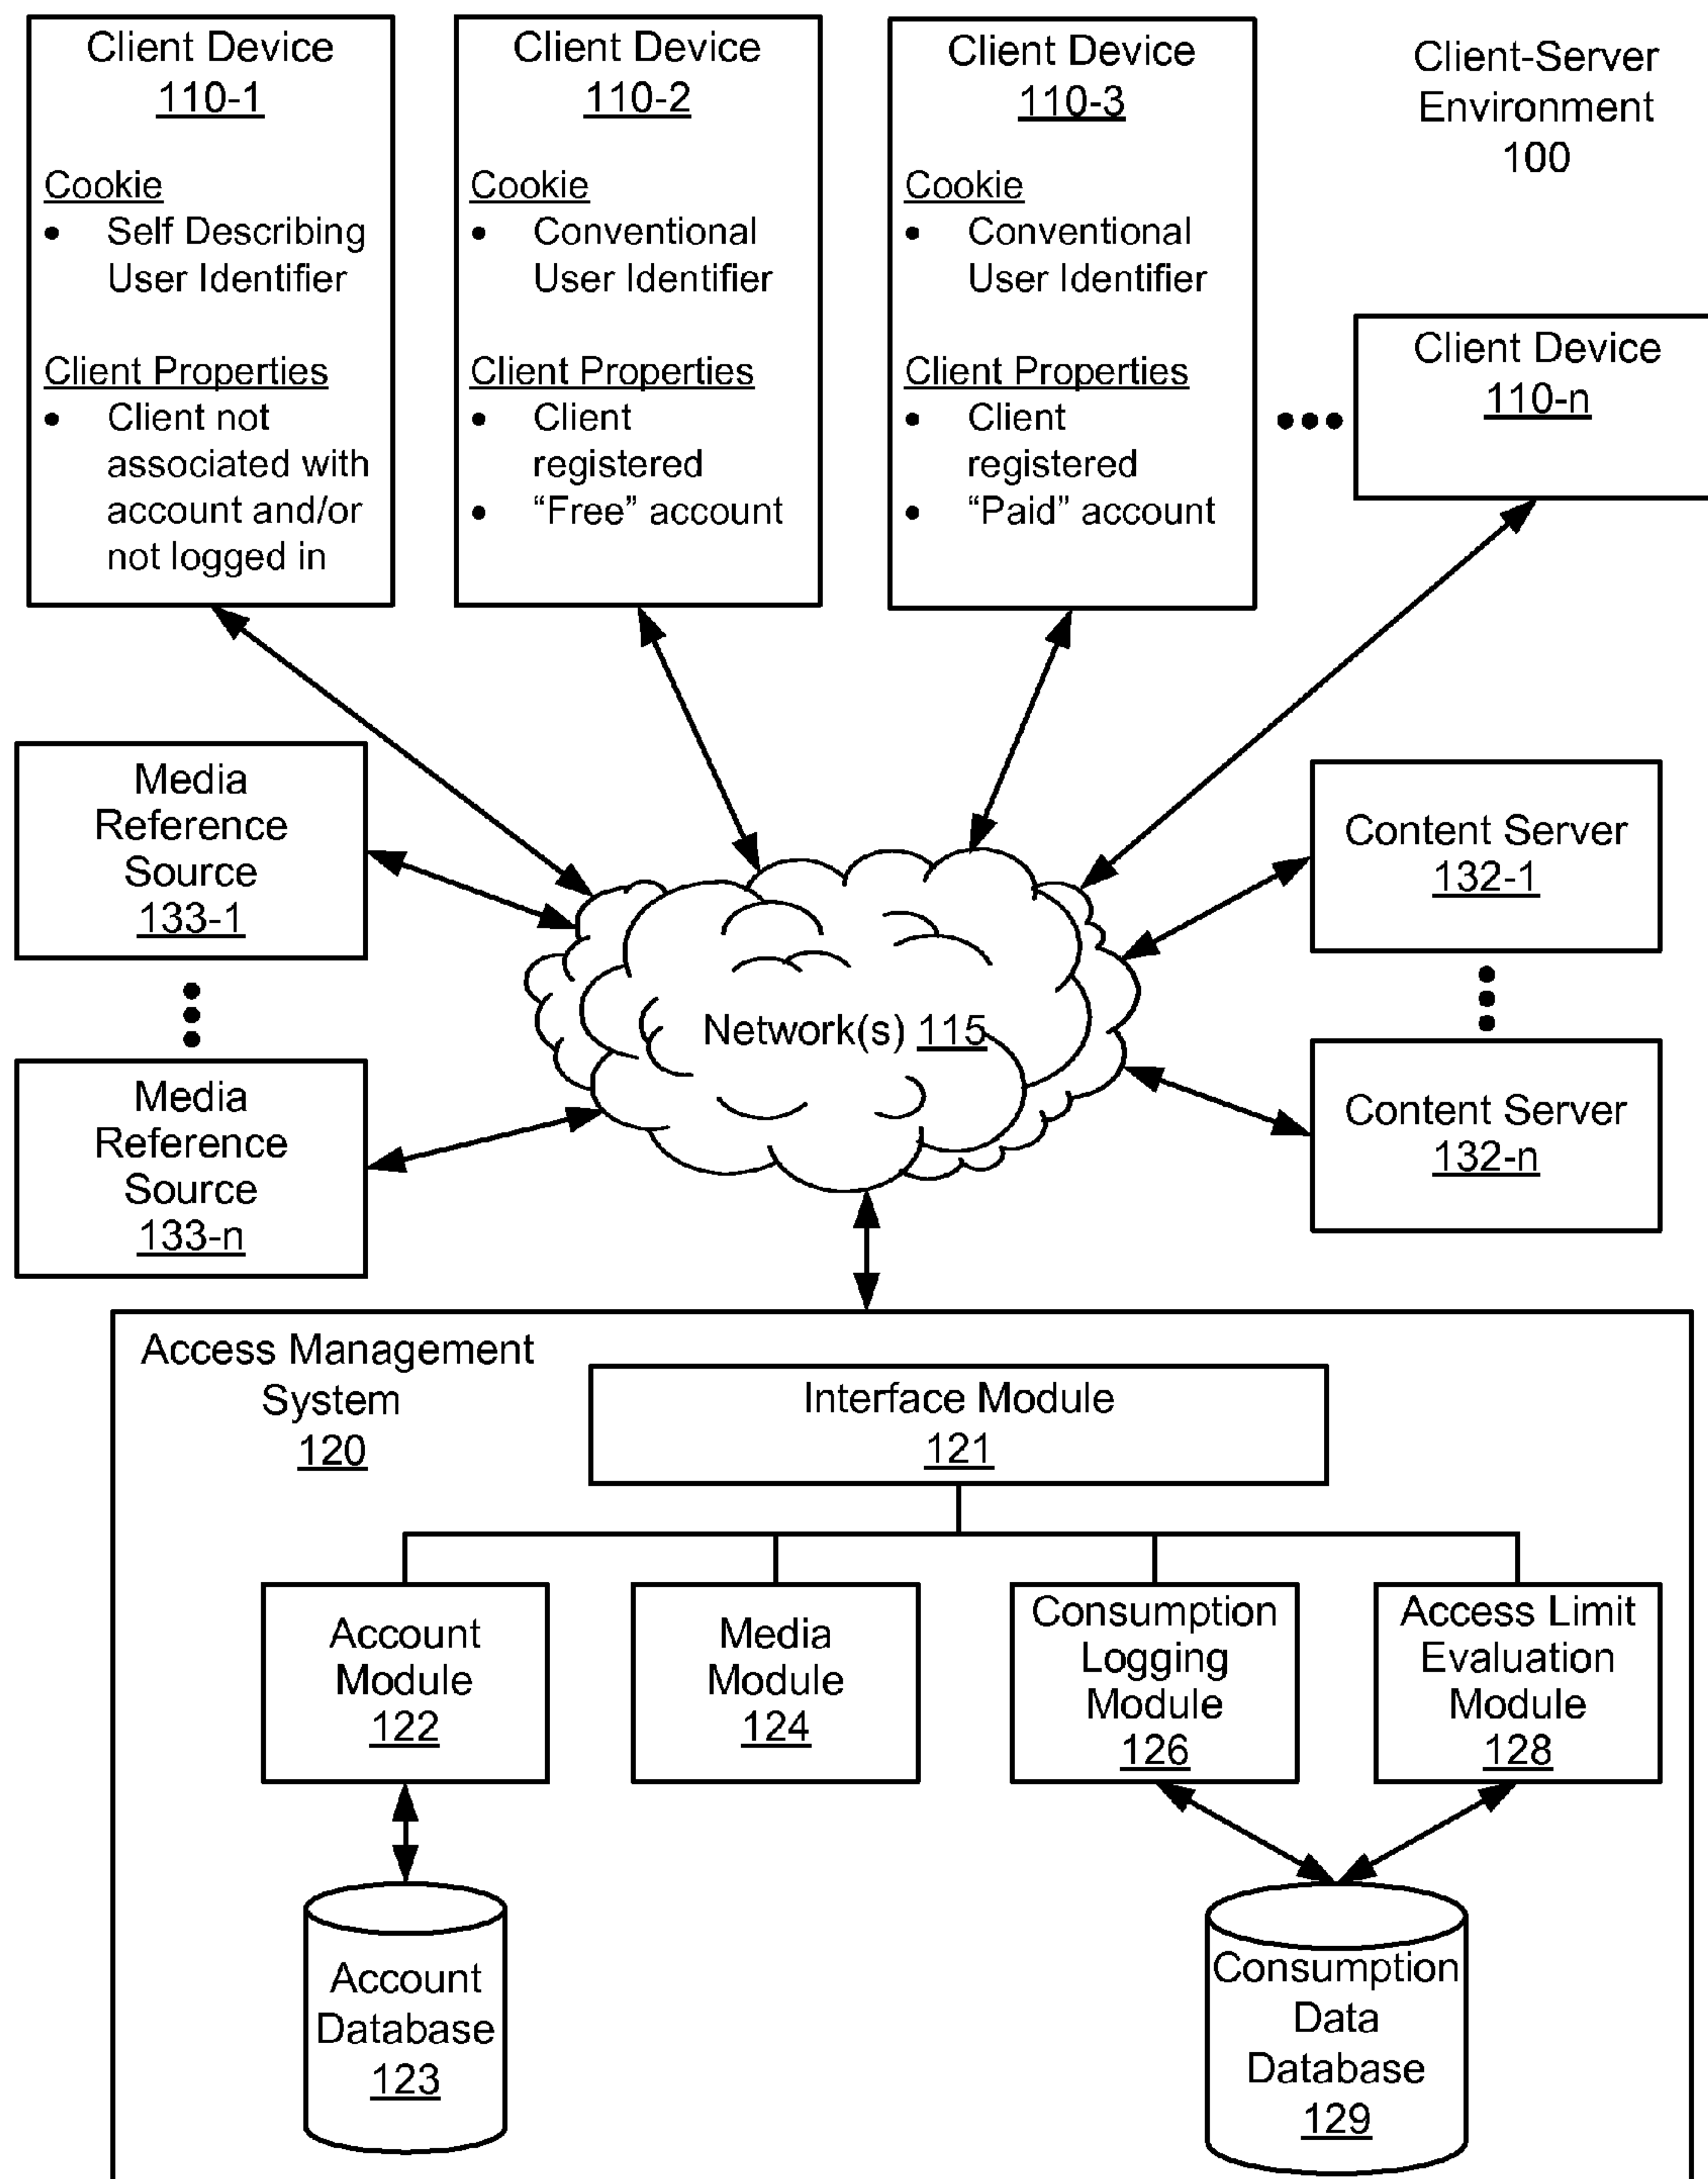 Client Device
110-1
Cookie
• Self Describing
User Identifier
Client Properties
• Client not
associated with
account and/or
not logged in
Client Device
110-2
Cookie
• Conventional
User Identifier
Client Properties
• Client
registered
• “Free” account
Client Device
110-3
Cookie
• Conventional
User Identifier
Client Properties
• Client
registered
• “Paid” account
Client-Server
Environment
100
Client Device
110-n
Media
Reference
Source
133-1
Media
Reference
Source
133-n
Network(s) 115
Content Server
132-1
Content Server
132-n
Access Management
System
120
Interface Module
121
Account
Module
122
Media
Module
124
Consumption
Logging
Module
126
Access Limit
Evaluation
Module
128
Account
Database
123
Consumption
Data
Database
129